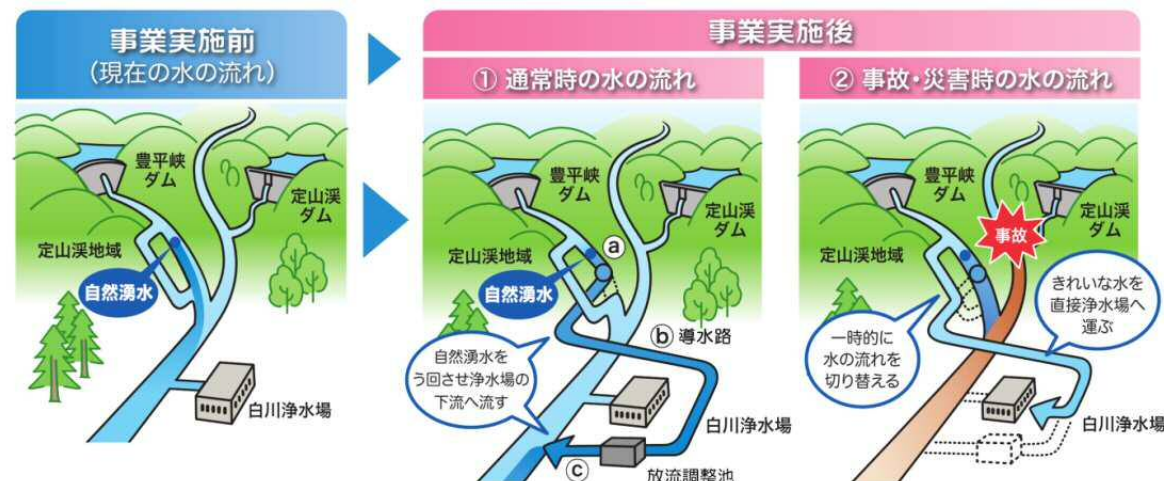 事業実施前
(現在の水の流れ)
豊平峡
ダム
定山渓
ダム
定山渓地域
自然湧水
白川浄水場
事業実施後
① 通常時の水の流れ
豊平峡
ダム
定山渓
ダム
定山渓地域
ⓐ
自然湧水
ⓑ 導水路
自然湧水を
う回させ浄水場の
下流へ流す
白川浄水場
ⓒ
放流調整池
② 事故・災害時の水の流れ
豊平峡
ダム
定山渓
ダム
事故
定山渓地域
きれいな水を
直接浄水場へ
運ぶ
一時的に
水の流れを
切り替える
白川浄水場